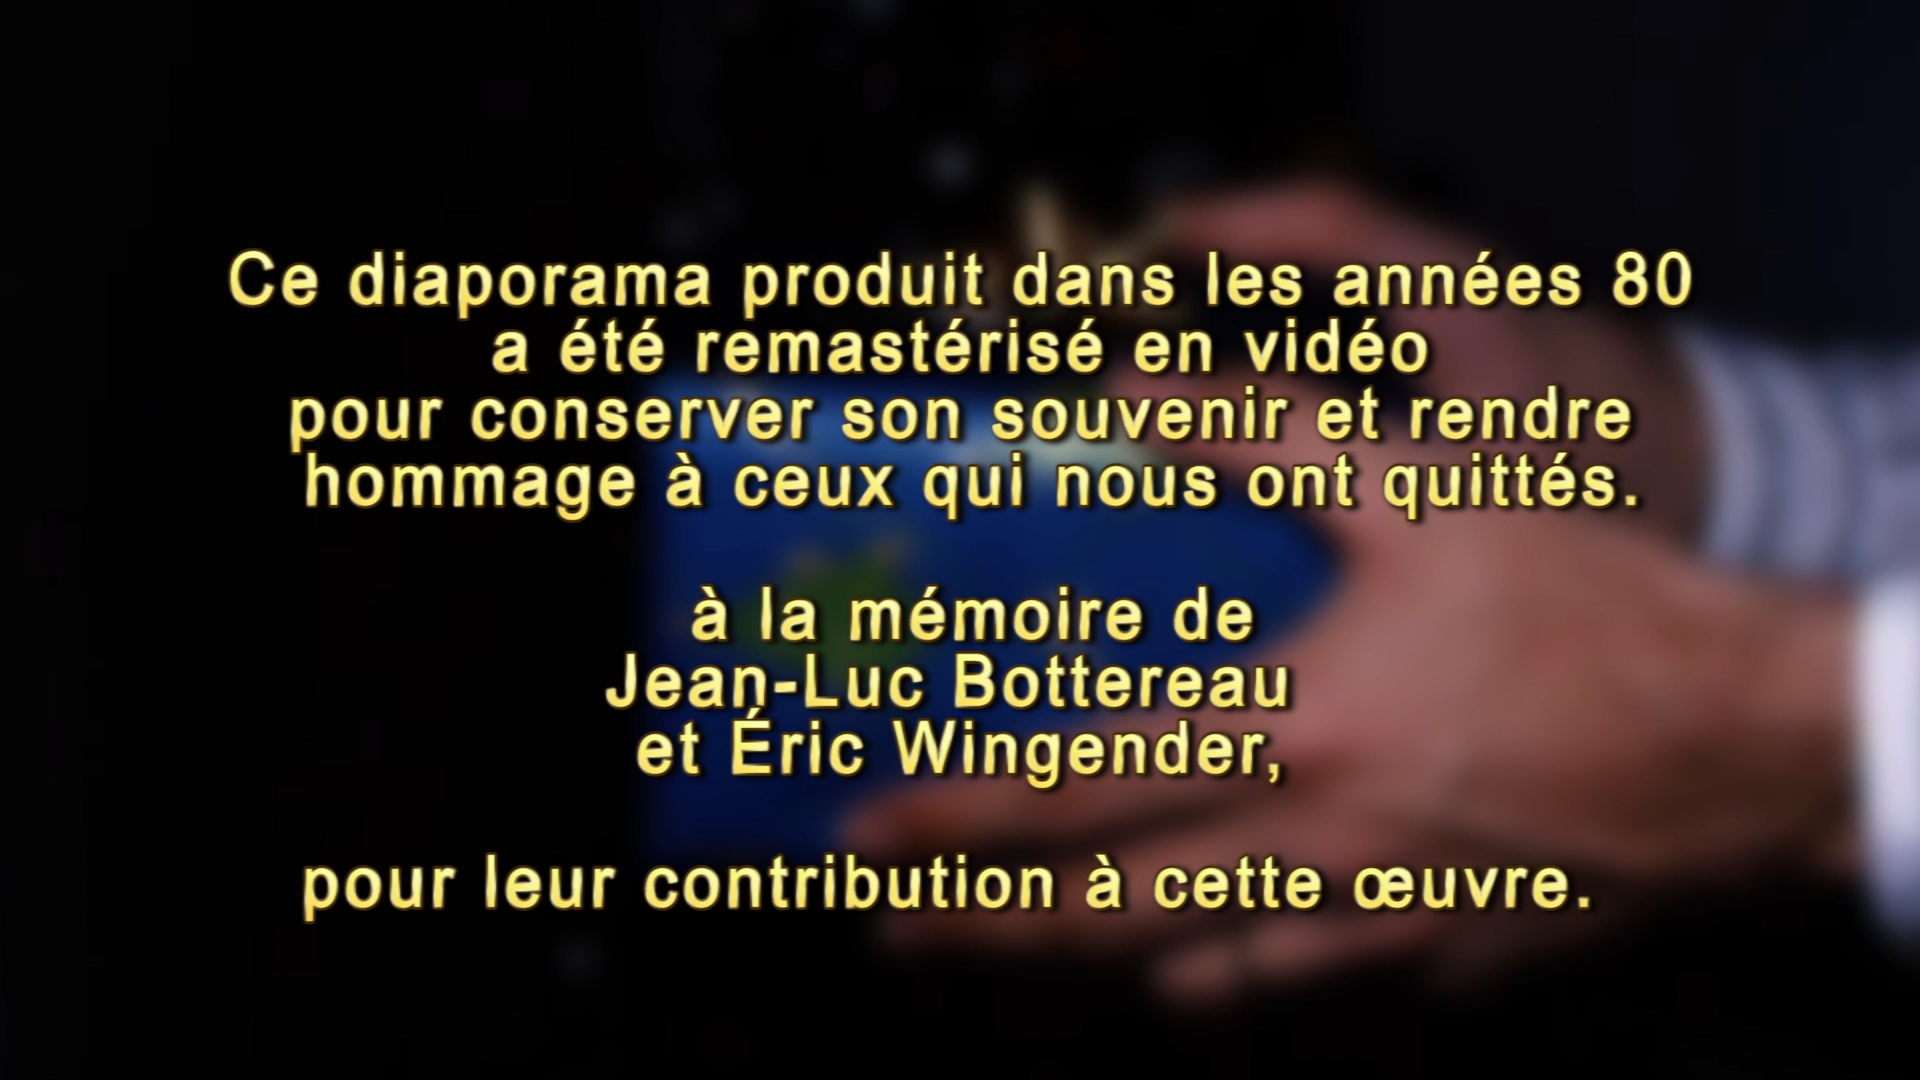 Ce diaporama produit dans les années 80
a été remastérisé en vidéo
pour conserver son souvenir et rendre
hommage à ceux qui nous ont quittés.
à la mémoire de
Jean-Luc Bottereau
et Éric Wingender,
pour leur contribution à cette œuvre.